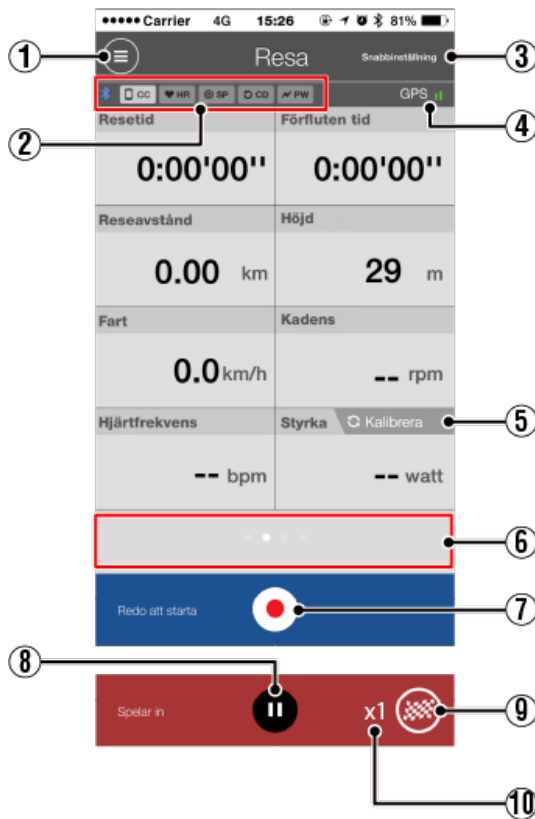 Carrier 4G 15:26 81%
① Resa Snabbinställning ③
CC HR SP CD PW GPS
② ④
Resetid Förfluten tid
0:00'00'' 0:00'00''
Reseavstånd Höjd
0.00 km 29 m
Fart Kadens
0.0 km/h -- rpm
Hjärtfrekvens Styrka Kalibrera ⑤
-- bpm -- watt
⑥
Redo att starta ⑦
⑧
Spelar in x1 ⑨
⑩